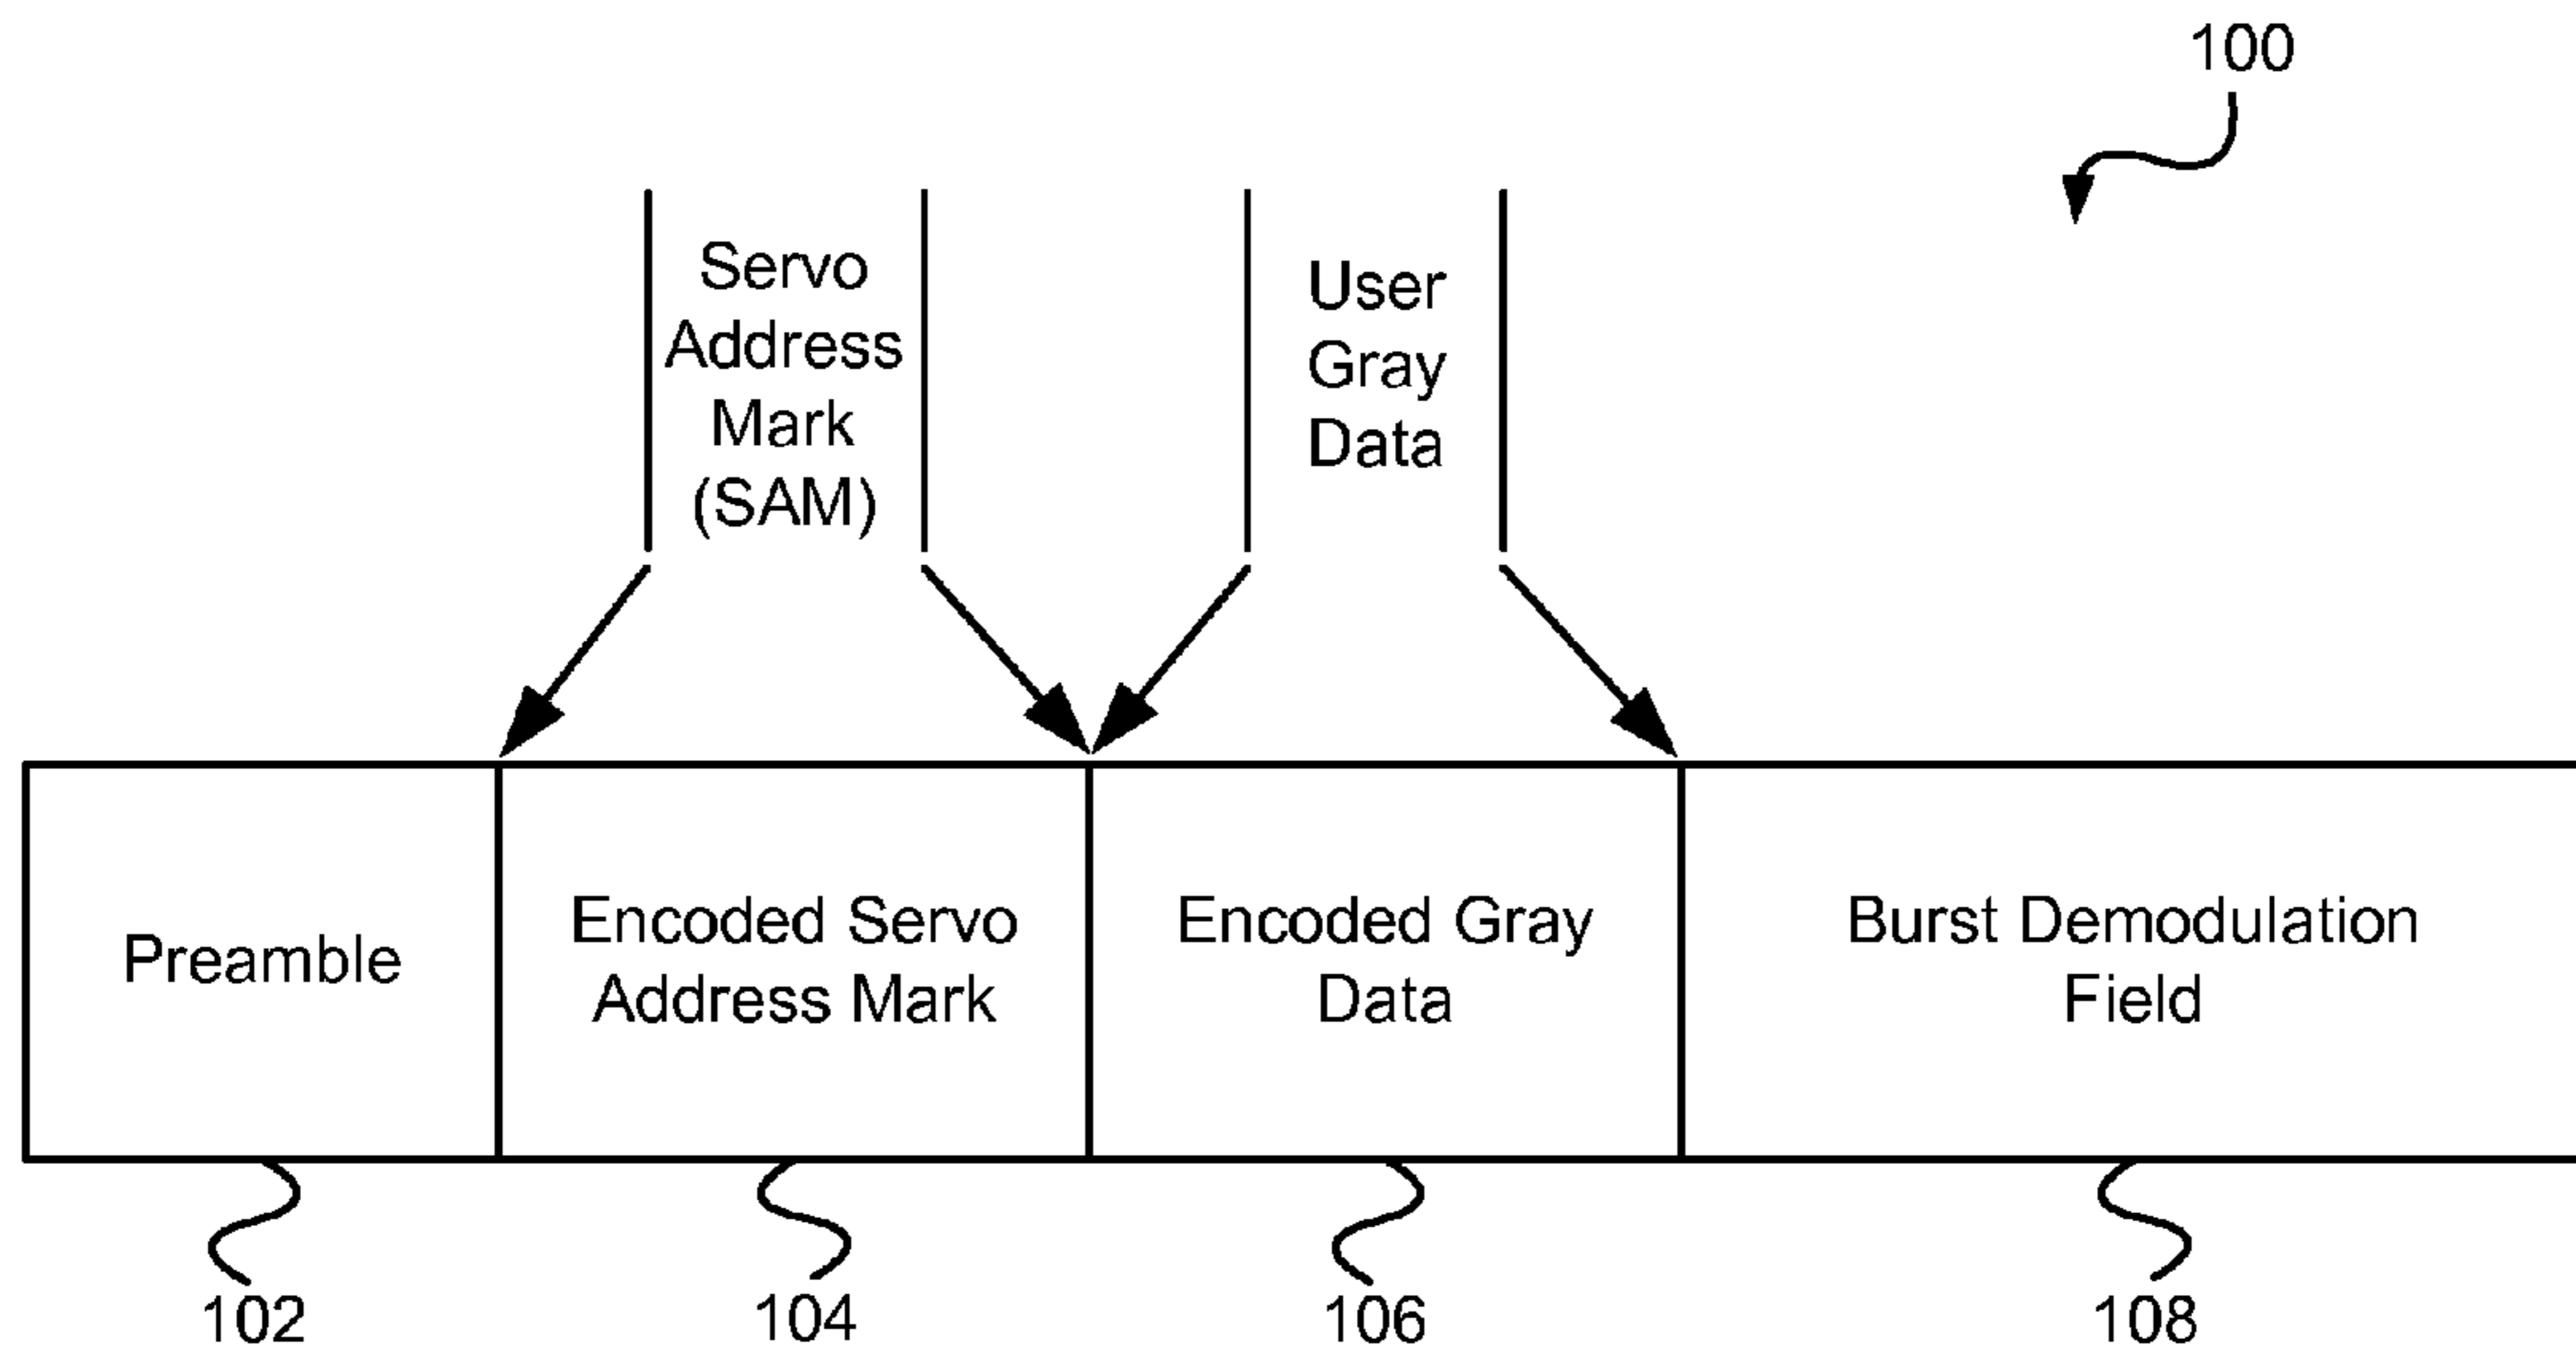 100
Servo
Address
Mark
(SAM)
User
Gray
Data
Preamble
Encoded Servo
Address Mark
Encoded Gray
Data
Burst Demodulation
Field
102
104
106
108